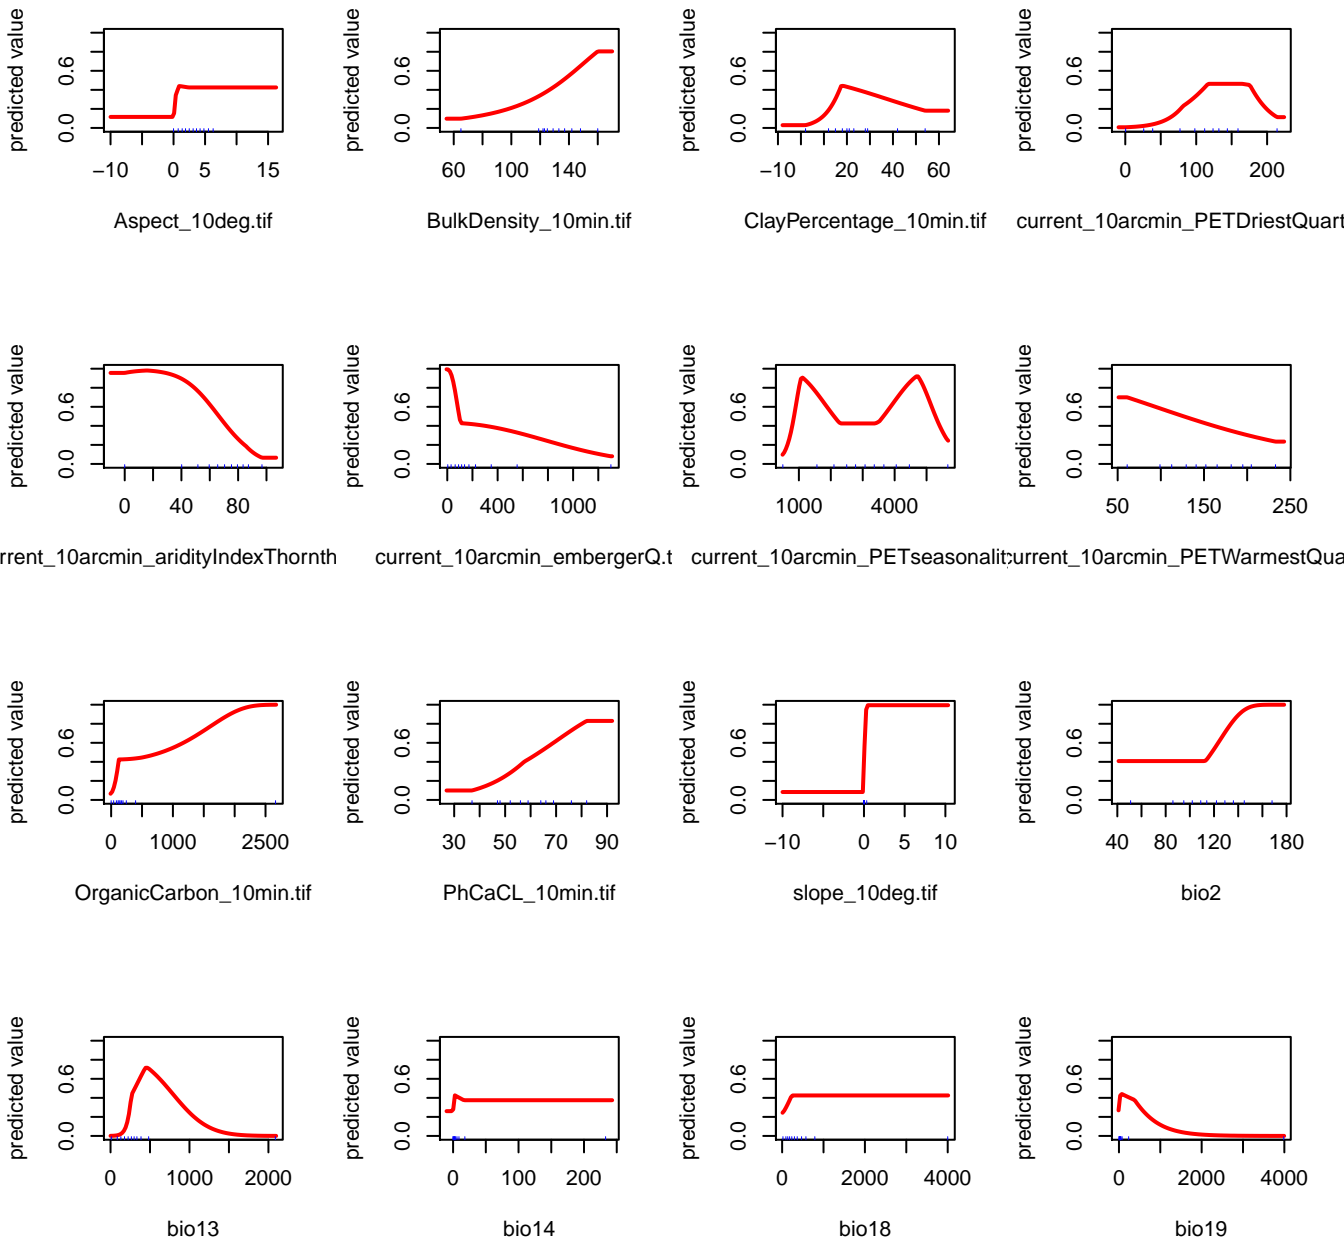 predicted value
0.0 0.6
−10 0 5 15
Aspect_10deg.tif
predicted value
0.0 0.6
60 100 140
BulkDensity_10min.tif
predicted value
0.0 0.6
−10 20 40 60
ClayPercentage_10min.tif
predicted value
0.0 0.6
0 100 200
current_10arcmin_PETDriestQuart
predicted value
0.0 0.6
0 40 80
rrent_10arcmin_aridityIndexThornth
predicted value
0.0 0.6
0 400 1000
current_10arcmin_embergerQ.t
predicted value
0.0 0.6
1000 4000
current_10arcmin_PETseasonality
predicted value
0.0 0.6
50 150 250
current_10arcmin_PETWarmestQua
predicted value
0.0 0.6
0 1000 2500
OrganicCarbon_10min.tif
predicted value
0.0 0.6
30 50 70 90
PhCaCL_10min.tif
predicted value
0.0 0.6
−10 0 5 10
slope_10deg.tif
predicted value
0.0 0.6
40 80 120 180
bio2
predicted value
0.0 0.6
0 1000 2000
bio13
predicted value
0.0 0.6
0 100 200
bio14
predicted value
0.0 0.6
0 2000 4000
bio18
predicted value
0.0 0.6
0 2000 4000
bio19